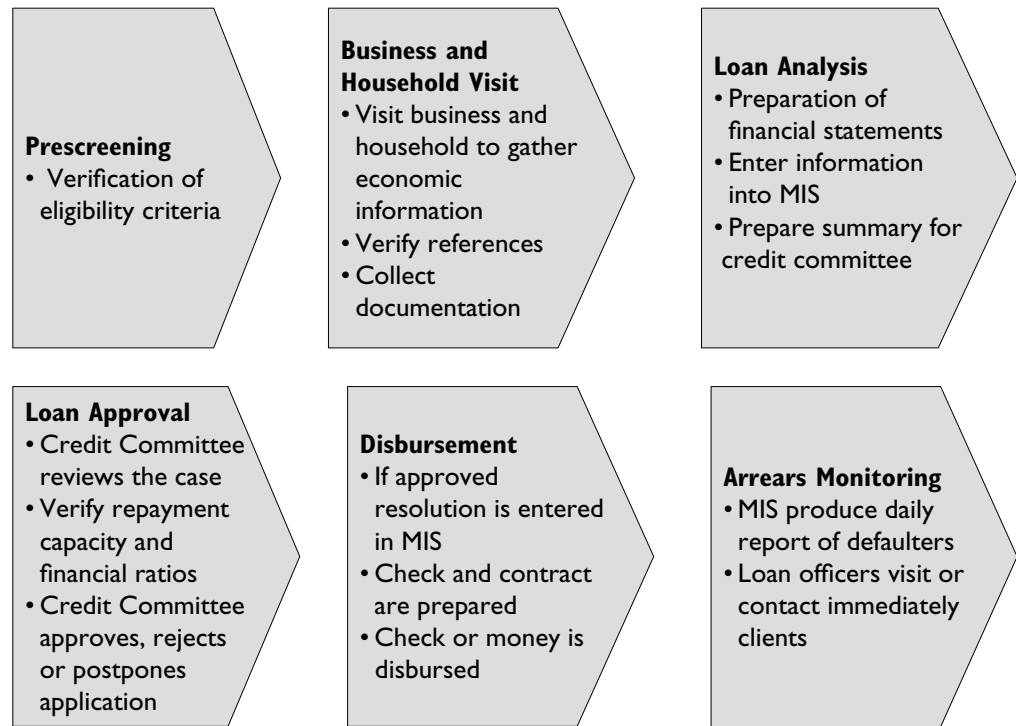 Prescreening
• Verification of
eligibility criteria
Business and
Household Visit
• Visit business and
household to gather
economic
information
• Verify references
• Collect
documentation
Loan Analysis
• Preparation of
financial statements
• Enter information
into MIS
• Prepare summary for
credit committee
Loan Approval
• Credit Committee
reviews the case
• Verify repayment
capacity and
financial ratios
• Credit Committee
approves, rejects
or postpones
application
Disbursement
• If approved
resolution is entered
in MIS
• Check and contract
are prepared
• Check or money is
disbursed
Arrears Monitoring
• MIS produce daily
report of defaulters
• Loan officers visit or
contact immediately
clients